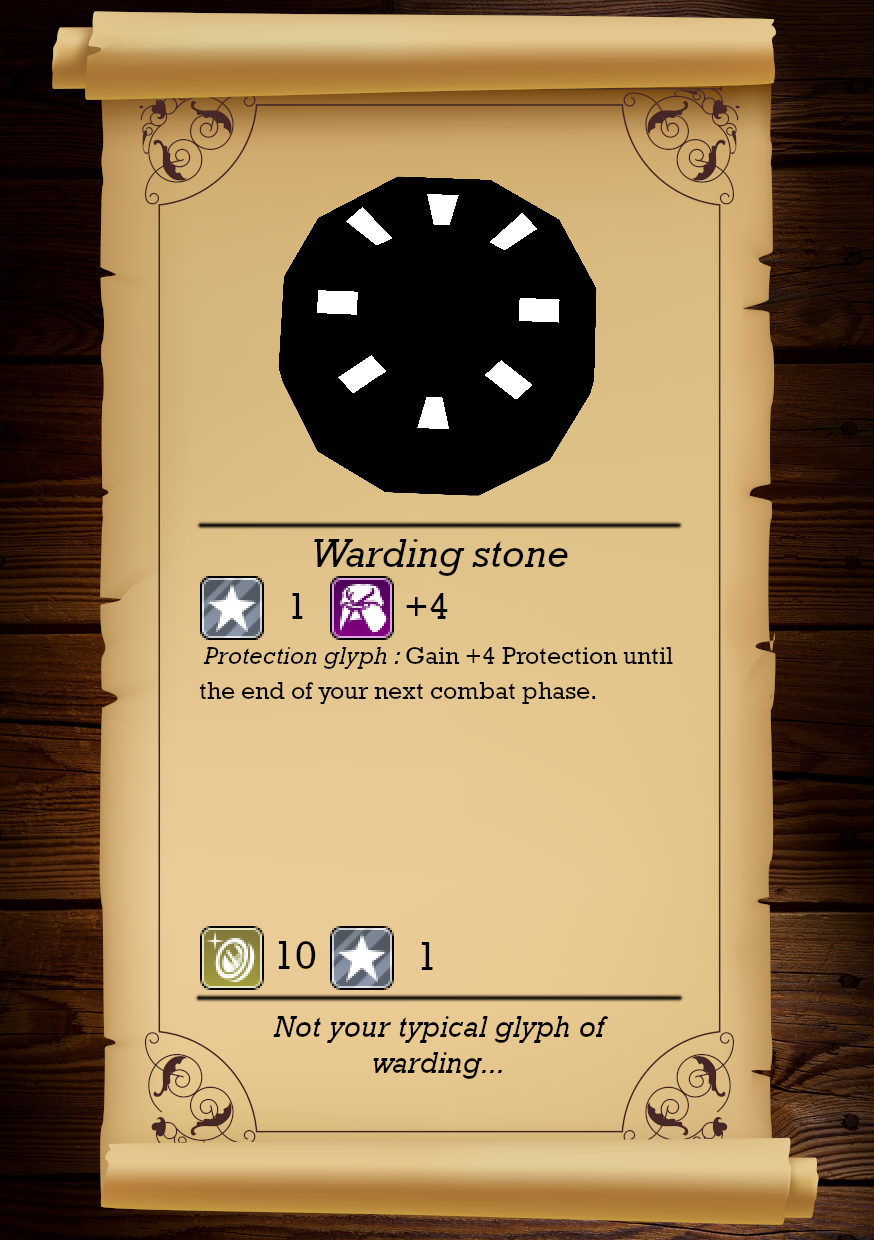 Warding stone
1 +4
Protection glyph : Gain +4 Protection until
the end of your next combat phase.
10 1
Not your typical glyph of
warding...